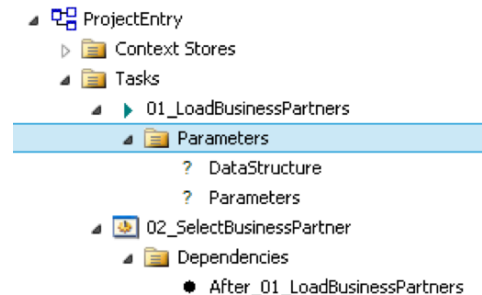 ProjectEntry
Context Stores
Tasks
01_LoadBusinessPartners
Parameters
? DataStructure
? Parameters
02_SelectBusinessPartner
Dependencies
After_01_LoadBusinessPartners